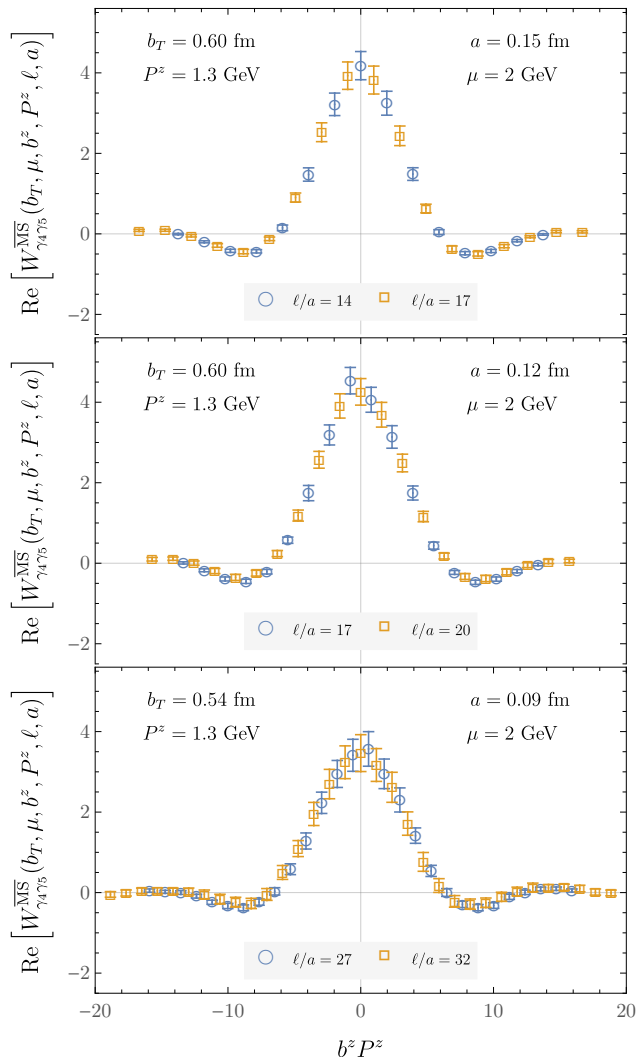 b_T = 0.60 fm a = 0.15 fm
P^z = 1.3 GeV μ = 2 GeV
4
2
0
−2
Re [W^{\overline{MS}}_{γ4γ5}(b_T, μ, b^z, P^z, ℓ, a)]
ℓ/a = 14 ℓ/a = 17
b_T = 0.60 fm a = 0.12 fm
P^z = 1.3 GeV μ = 2 GeV
4
2
0
−2
Re [W^{\overline{MS}}_{γ4γ5}(b_T, μ, b^z, P^z, ℓ, a)]
ℓ/a = 17 ℓ/a = 20
b_T = 0.54 fm a = 0.09 fm
P^z = 1.3 GeV μ = 2 GeV
4
2
0
−2
Re [W^{\overline{MS}}_{γ4γ5}(b_T, μ, b^z, P^z, ℓ, a)]
ℓ/a = 27 ℓ/a = 32
−20 −10 0 10 20
b^z P^z